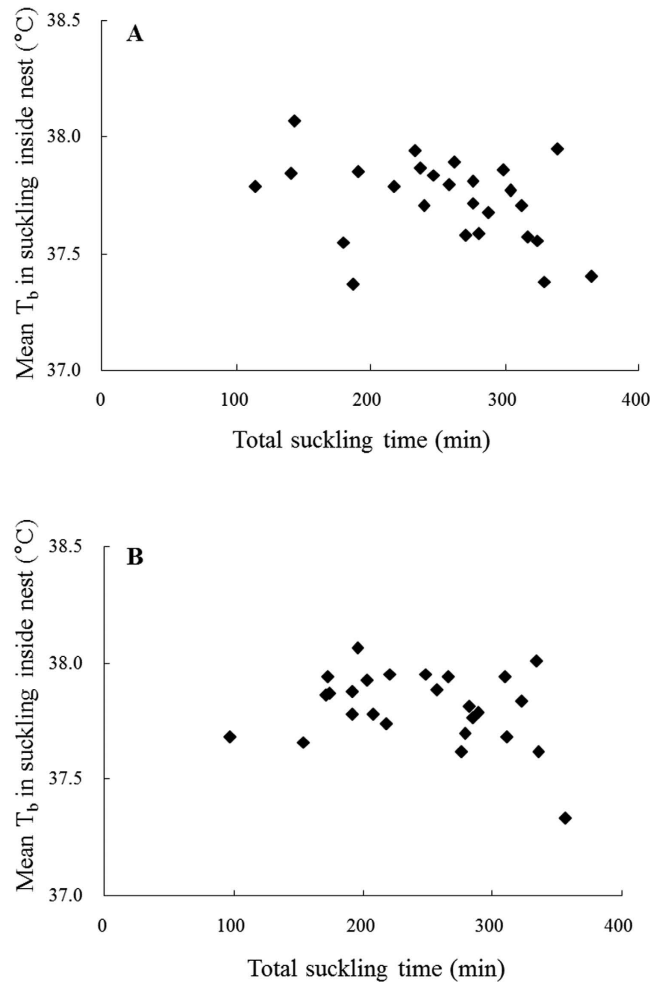 A
Mean Tb in suckling inside nest (°C)
38.5
38.0
37.5
37.0
0 100 200 300 400
Total suckling time (min)
B
Mean Tb in suckling inside nest (°C)
38.5
38.0
37.5
37.0
0 100 200 300 400
Total suckling time (min)